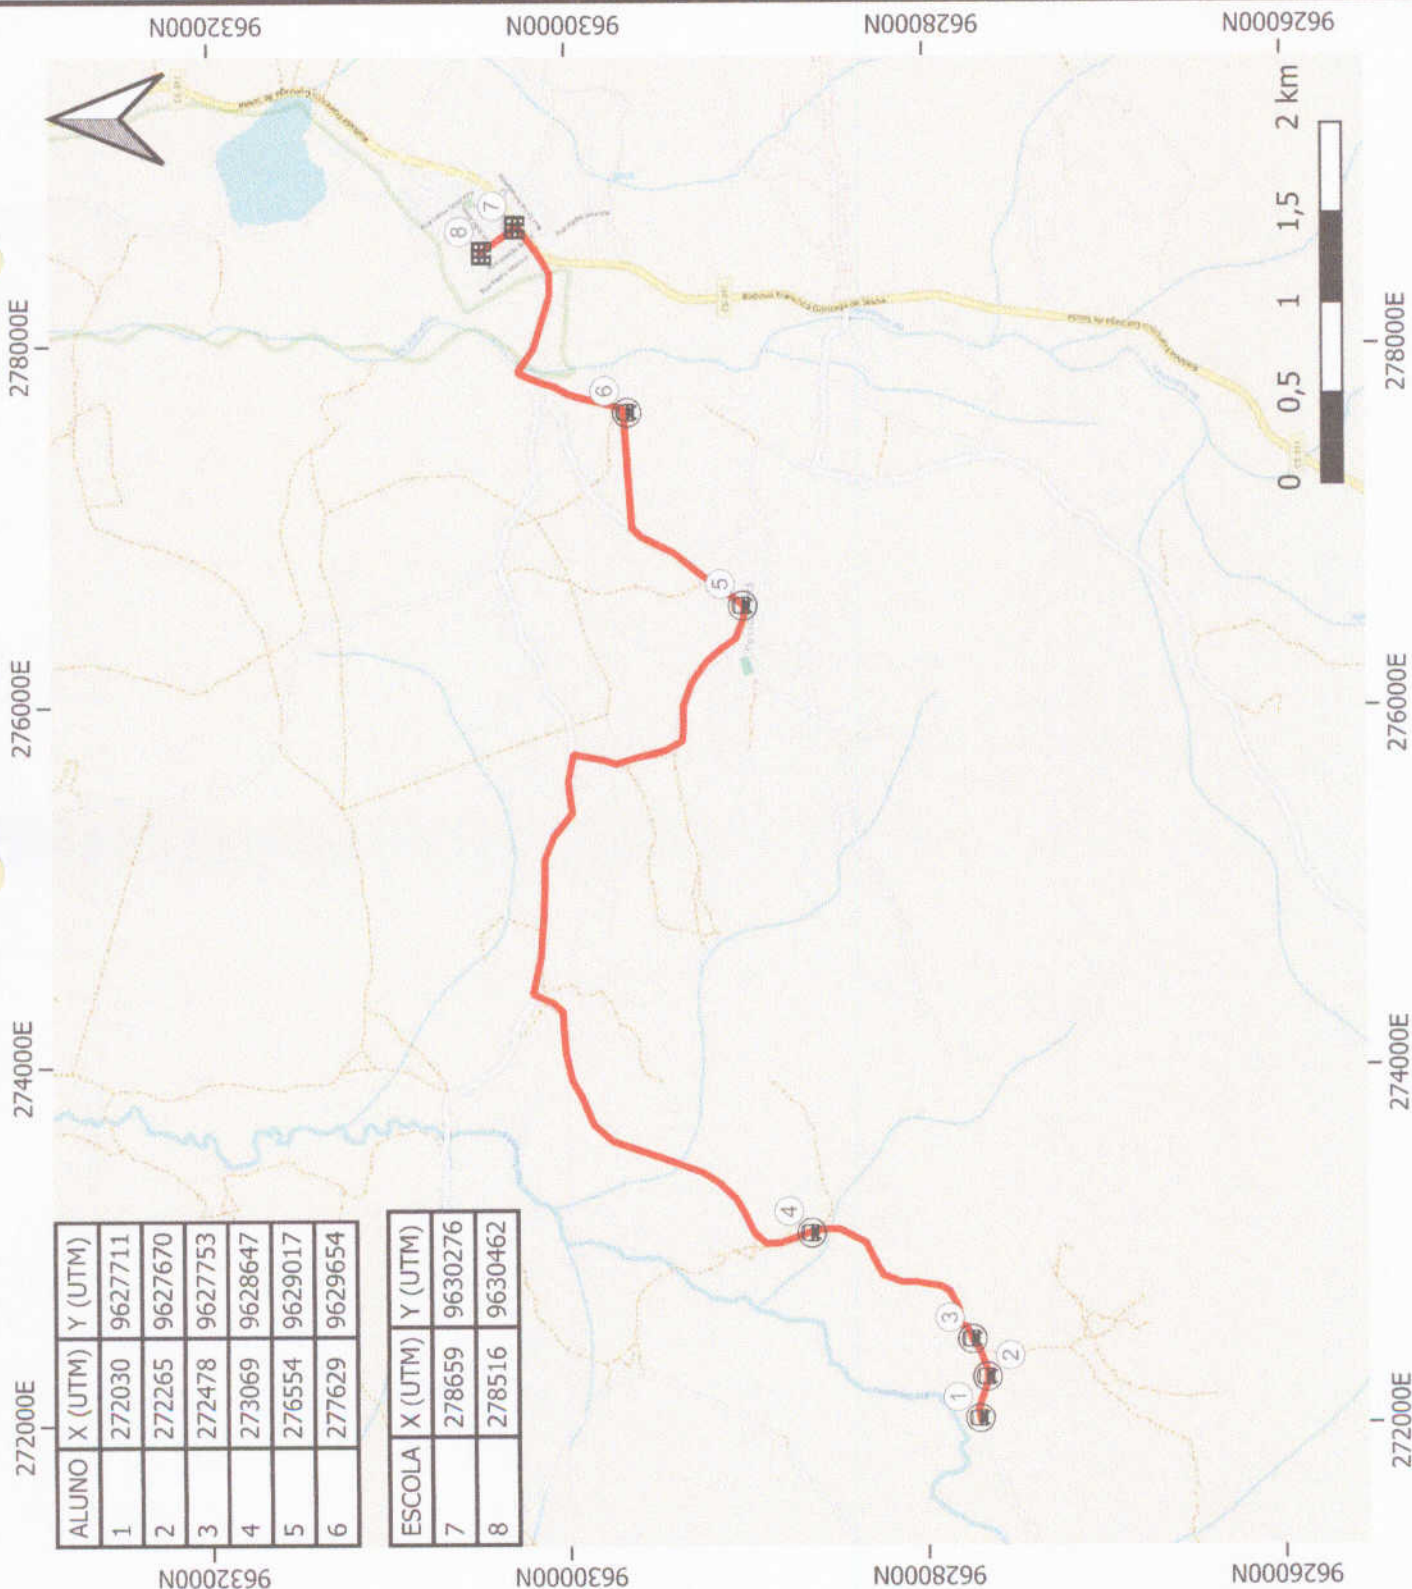 272000E 274000E 276000E 278000E
9632000N 9632000N
9630000N 9630000N
9628000N 9628000N
9626000N 9626000N
ALUNO X (UTM) Y (UTM)
1 272030 9627711
2 272265 9627670
3 272478 9627753
4 273069 9628647
5 276554 9629017
6 277629 9629654
ESCOLA X (UTM) Y (UTM)
7 278659 9630276
8 278516 9630462
8
7
6
5
4
3
1
2
0 0,5 1 1,5 2 km
272000E 274000E 276000E 278000E